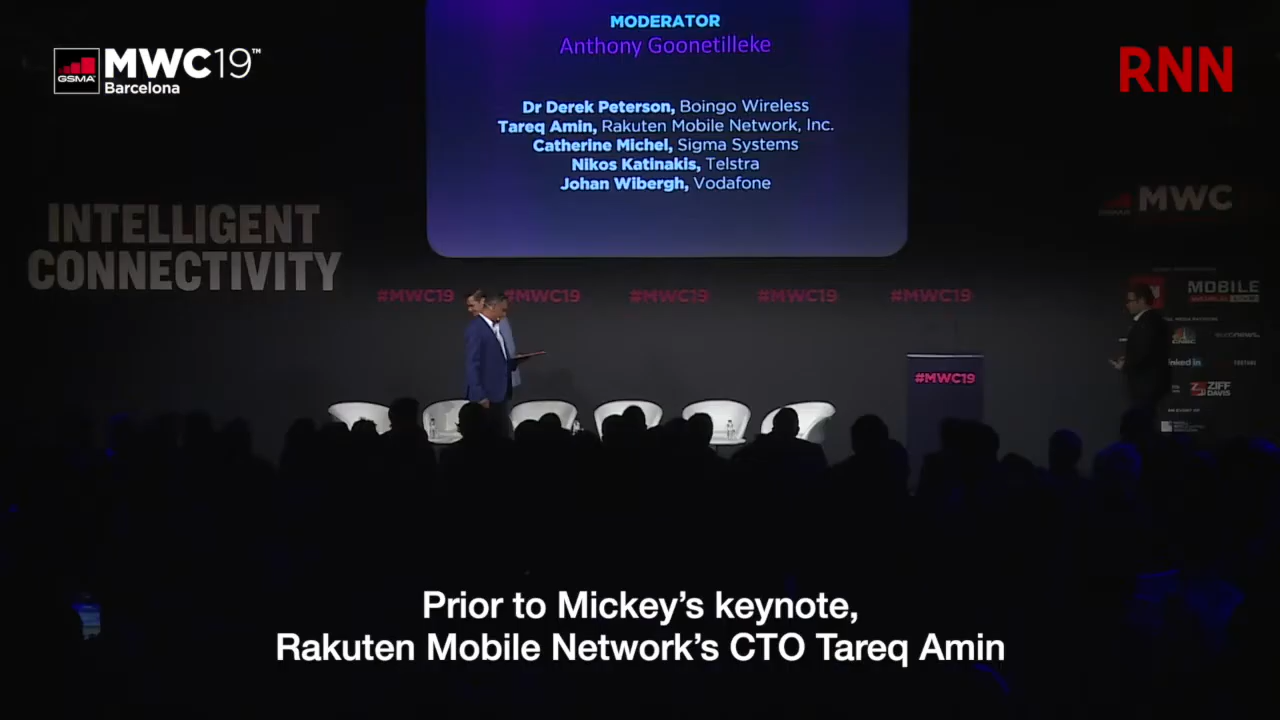 MODERATOR
Anthony Goonetilleke
GSMA
MWC19™
Barcelona
RNN
Dr Derek Peterson, Boingo Wireless
Tareq Amin, Rakuten Mobile Network, Inc.
Catherine Michel, Sigma Systems
Nikos Katinakis, Telstra
Johan Wibergh, Vodafone
MWC
INTELLIGENT
CONNECTIVITY
#MWC19 #MWC19 #MWC19 #MWC19 #MWC19
MOBILE
CNBC
#MWC19
ZIFF
DAVIS
Prior to Mickey's keynote,
Rakuten Mobile Network's CTO Tareq Amin